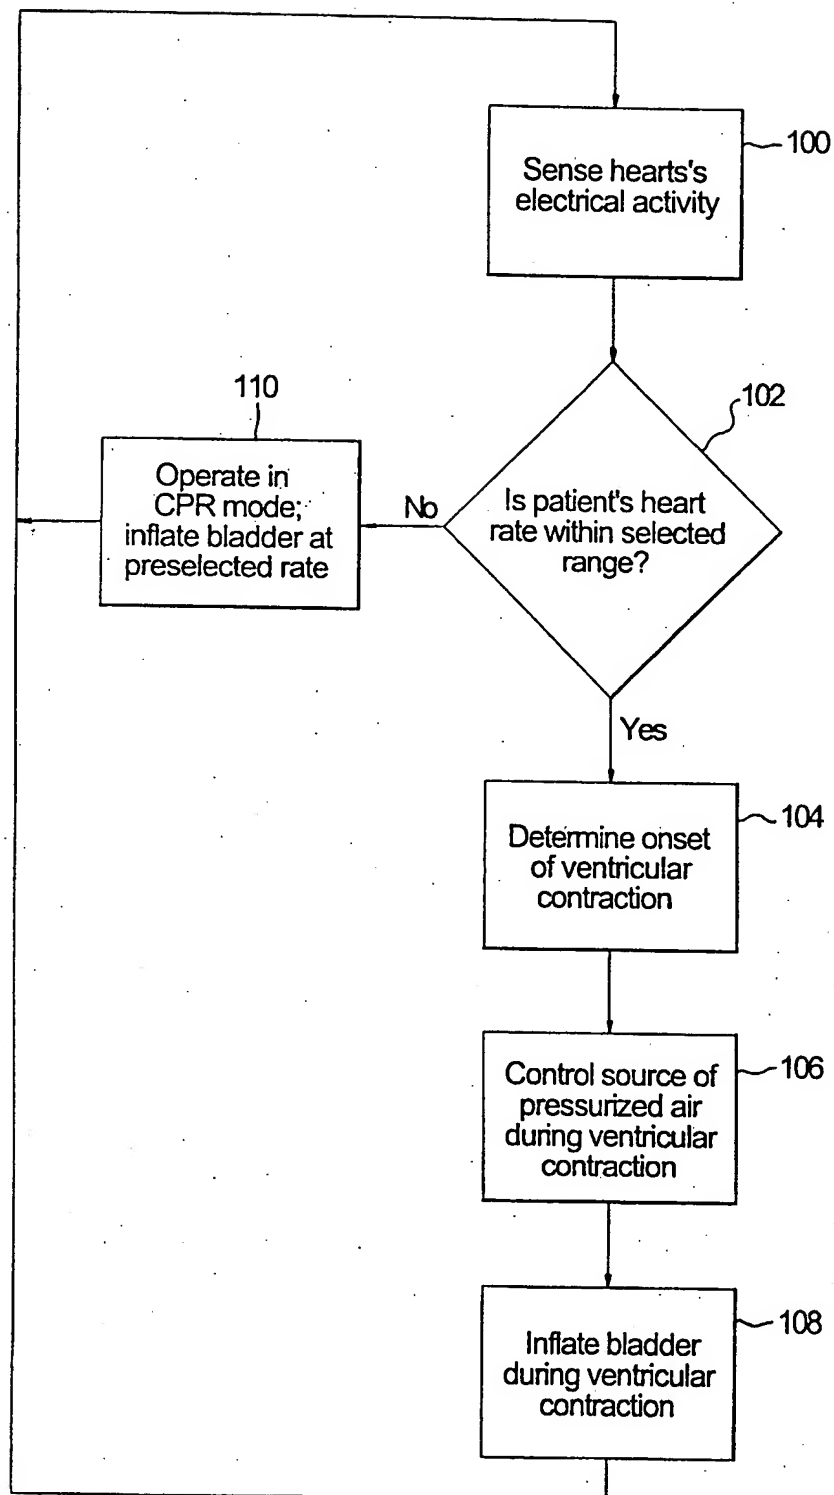 100
Sense hearts's
electrical activity
110
102
Operate in
CPR mode;
inflate bladder at
preselected rate
No
Is patient's heart
rate within selected
range?
Yes
104
Determine onset
of ventricular
contraction
106
Control source of
pressurized air
during ventricular
contraction
108
Inflate bladder
during ventricular
contraction